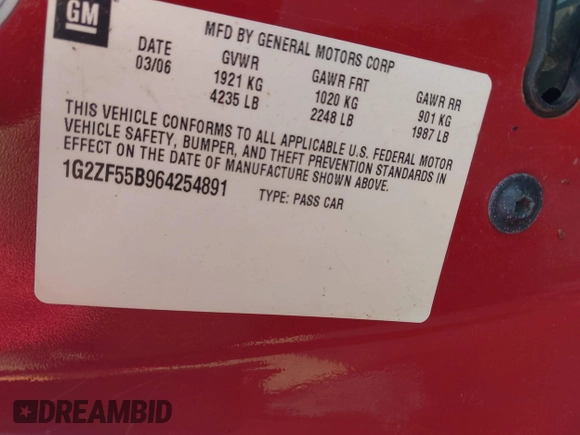 GM
MFD BY GENERAL MOTORS CORP
DATE GVWR GAWR FRT GAWR RR
03/06 1921 KG 1020 KG 901 KG
4235 LB 2248 LB 1987 LB
THIS VEHICLE CONFORMS TO ALL APPLICABLE U.S. FEDERAL MOTOR
VEHICLE SAFETY, BUMPER, AND THEFT PREVENTION STANDARDS IN
EFFECT ON THE DATE OF MANUFACTURE SHOWN ABOVE.
1G2ZF55B964254891 TYPE: PASS CAR
DREAMBID